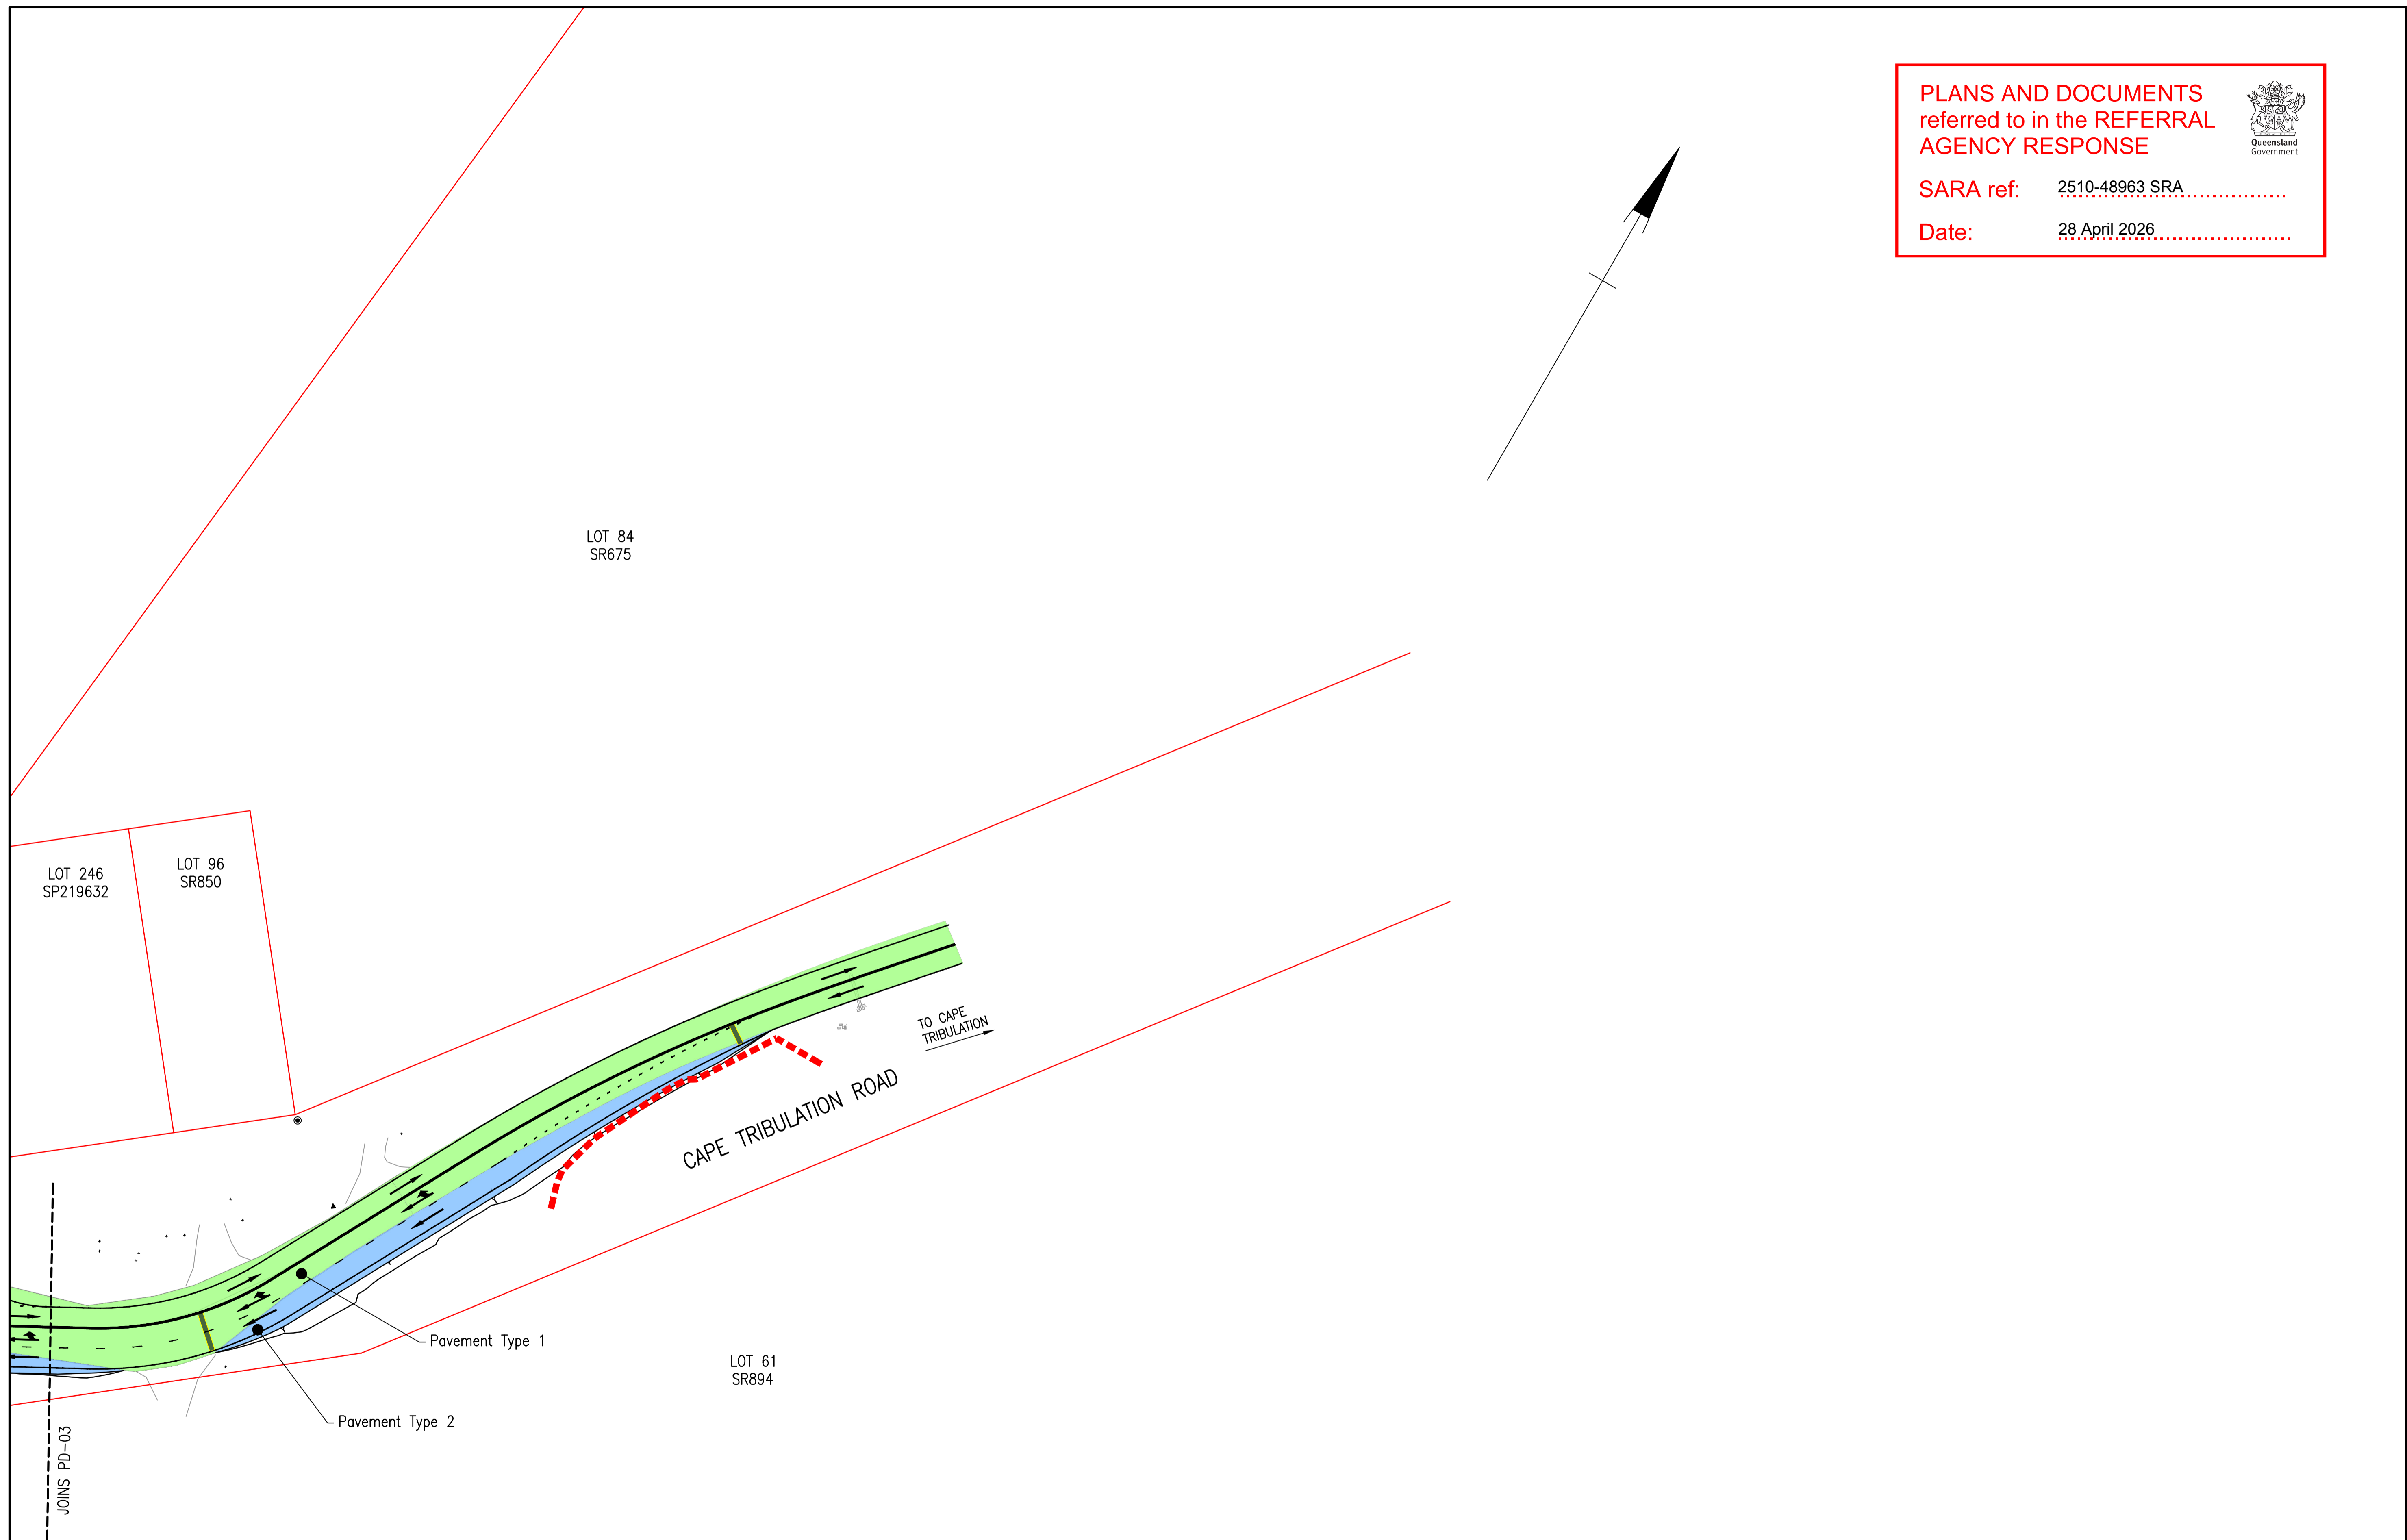 PLANS AND DOCUMENTS
referred to in the REFERRAL
AGENCY RESPONSE
Queensland
Government
SARA ref: 2510-48963 SRA
Date: 28 April 2026
LOT 84
SR675
LOT 246
SP219632
LOT 96
SR850
TO CAPE
TRIBULATION
CAPE TRIBULATION ROAD
Pavement Type 1
LOT 61
SR894
Pavement Type 2
JOINS PD-03